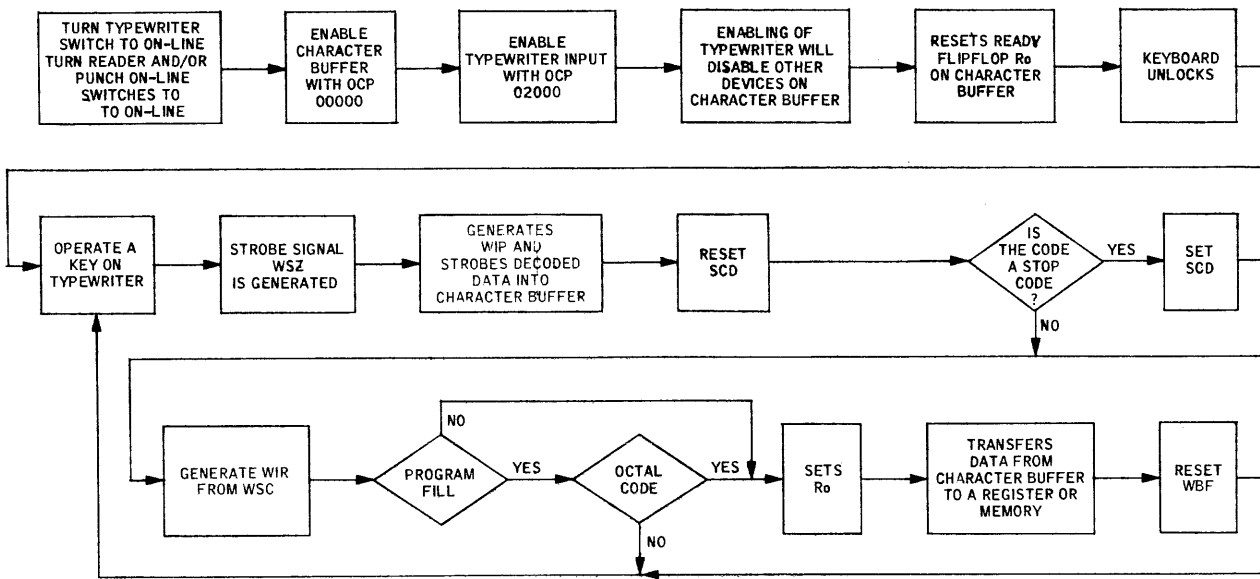 TURN TYPEWRITER
SWITCH TO ON-LINE
TURN READER AND/OR
PUNCH ON-LINE
SWITCHES TO
TO ON-LINE
ENABLE
CHARACTER
BUFFER
WITH OCP
00000
ENABLE
TYPEWRITER INPUT
WITH OCP
02000
ENABLING OF
TYPEWRITER WILL
DISABLE OTHER
DEVICES ON
CHARACTER BUFFER
RESETS READY
FLIPFLOP Ro
ON CHARACTER
BUFFER
KEYBOARD
UNLOCKS
OPERATE A
KEY ON
TYPEWRITER
STROBE SIGNAL
WSZ
IS GENERATED
GENERATES
WIP AND
STROBES DECODED
DATA INTO
CHARACTER BUFFER
RESET
SCD
IS
THE CODE
A STOP
CODE
?
YES
NO
SET
SCD
GENERATE WIR
FROM WSC
PROGRAM
FILL
NO
YES
OCTAL
CODE
YES
NO
SETS
Ro
TRANSFERS
DATA FROM
CHARACTER BUFFER
TO A REGISTER OR
MEMORY
RESET
WBF